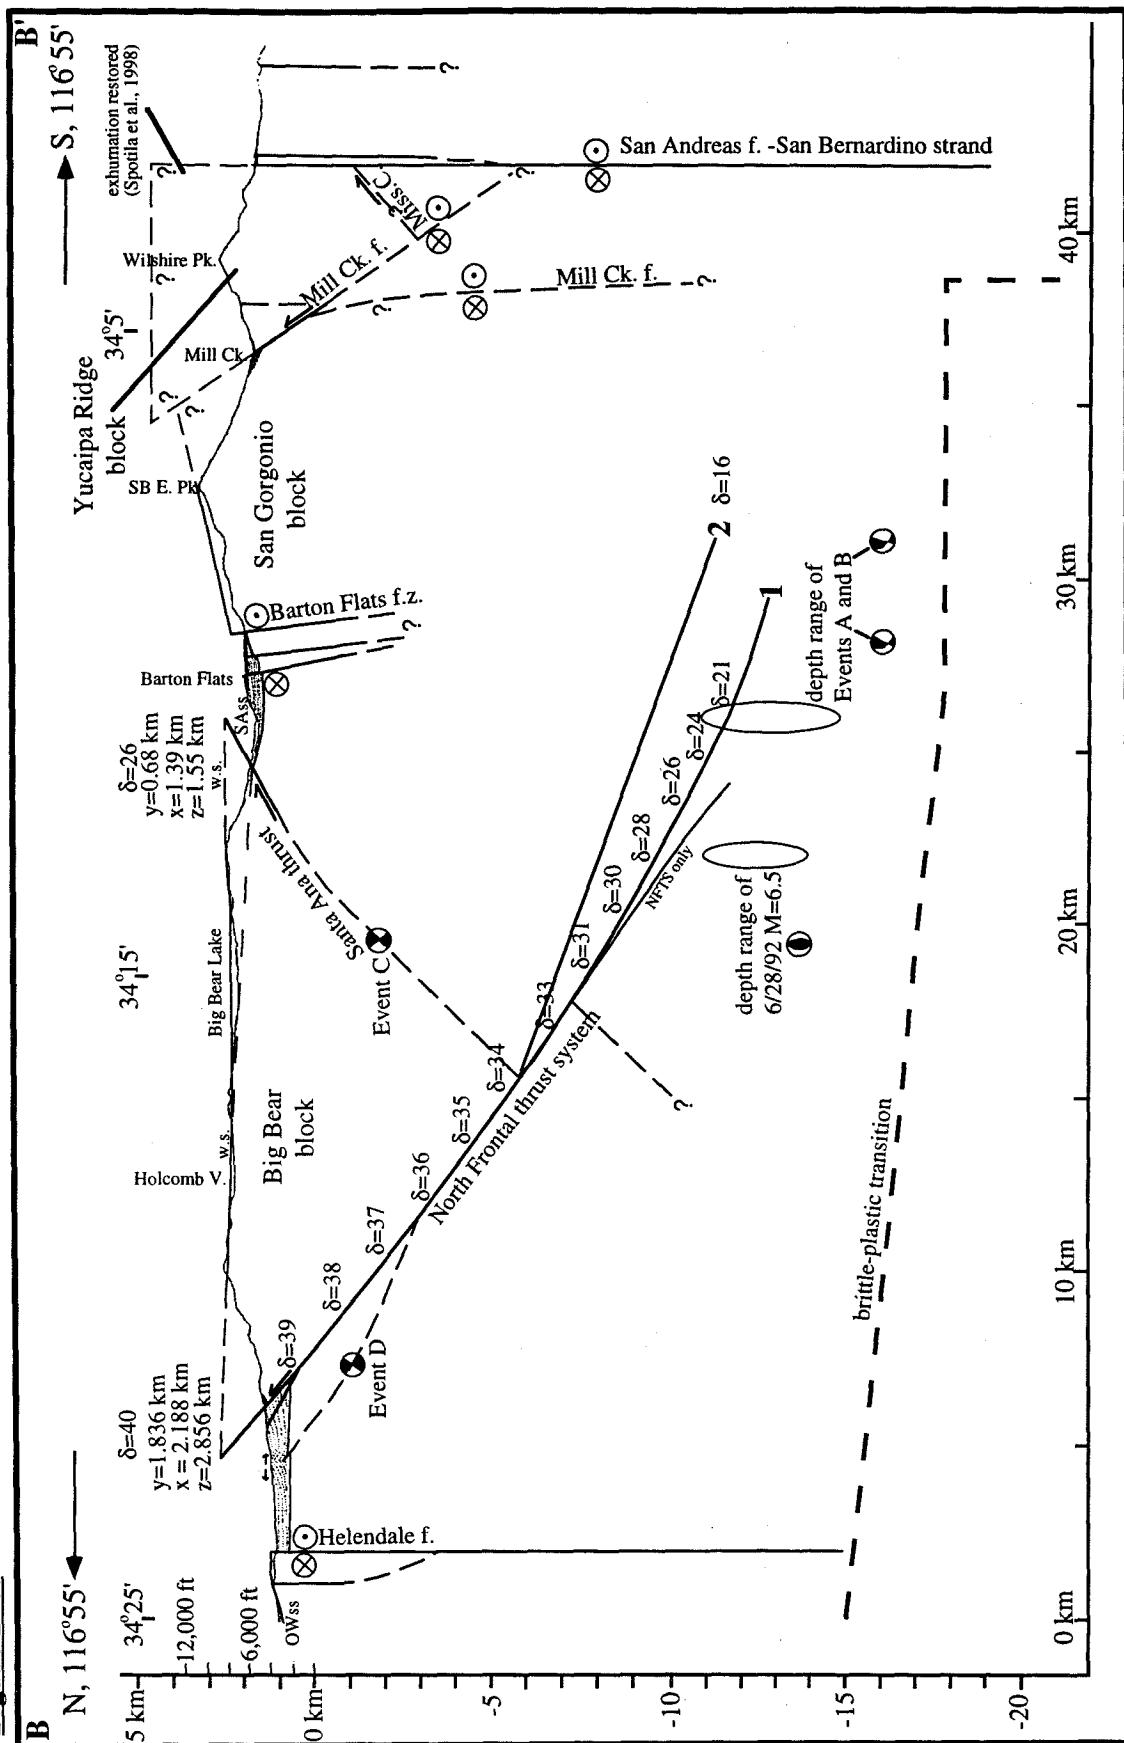 B
B'
N, 116°55'
S, 116°55'
34°25'
34°15'
34°5'
12,000 ft
6,000 ft
5 km
0 km
-5
-10
-15
-20
0 km
10 km
20 km
30 km
40 km
OWss
Helendale f.
δ=40
y=1.836 km
x = 2.188 km
z=2.856 km
Holcomb V.
w.s.
Big Bear Lake
Big Bear
block
δ=26
y=0.68 km
x=1.39 km
z=1.55 km
w.s.
SAss
Barton Flats
Barton Flats f.z.
?
SB E. Pk
San Gorgonio
block
Yucaipa Ridge
block
Mill Ck
Wilshire Pk.
?
?
?
?
exhumation restored
(Spotila et al., 1998)
Mill Ck. f.
Miss. C.
?
?
Mill Ck. f.
?
San Andreas f. -San Bernardino strand
?
Santa Ana thrust
Event C
Event D
δ=39
δ=38
δ=37
δ=36
δ=35
δ=34
δ=33
δ=31
δ=30
δ=28
δ=26
δ=24
δ=21
δ=16
2
1
North Frontal thrust system
NFTS only
?
depth range of
6/28/92 M=6.5
depth range of
Events A and B
brittle-plastic transition